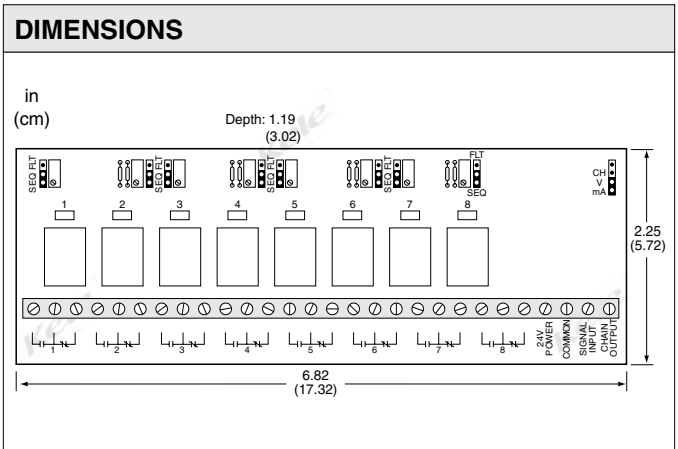 DIMENSIONS
in
(cm)
Depth: 1.19
(3.02)
Kele
SEQ FLT
SEQ FLT
SEQ FLT
SEQ FLT
FLT
SEQ
CH
V
mA
1 2 3 4 5 6 7 8
2.25
(5.72)
Kele
1 2 3 4 5 6 7 8
24V
POWER
COMMON
SIGNAL
INPUT
CHAIN
OUTPUT
6.82
(17.32)